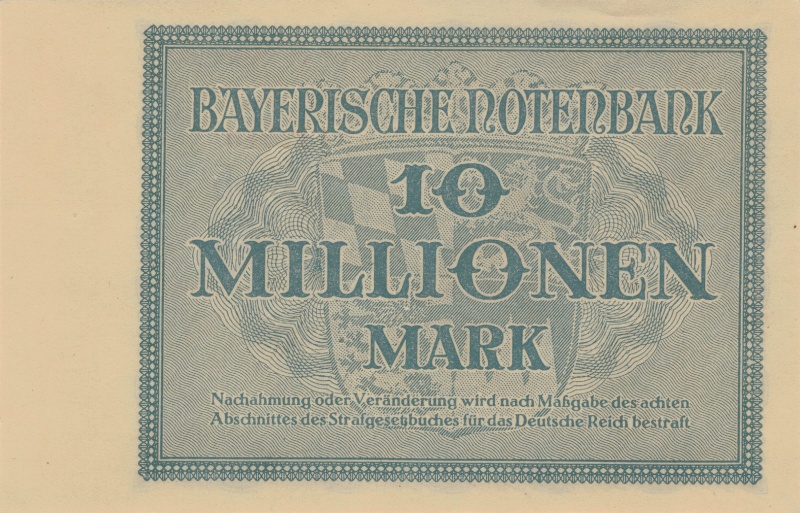 BAYERISCHE NOTENBANK
10
MILLIONEN
MARK
Nachahmung oder Veränderung wird nach Maßgabe des achten
Abschnittes des Strafgesetzbuches für das Deutsche Reich bestraft